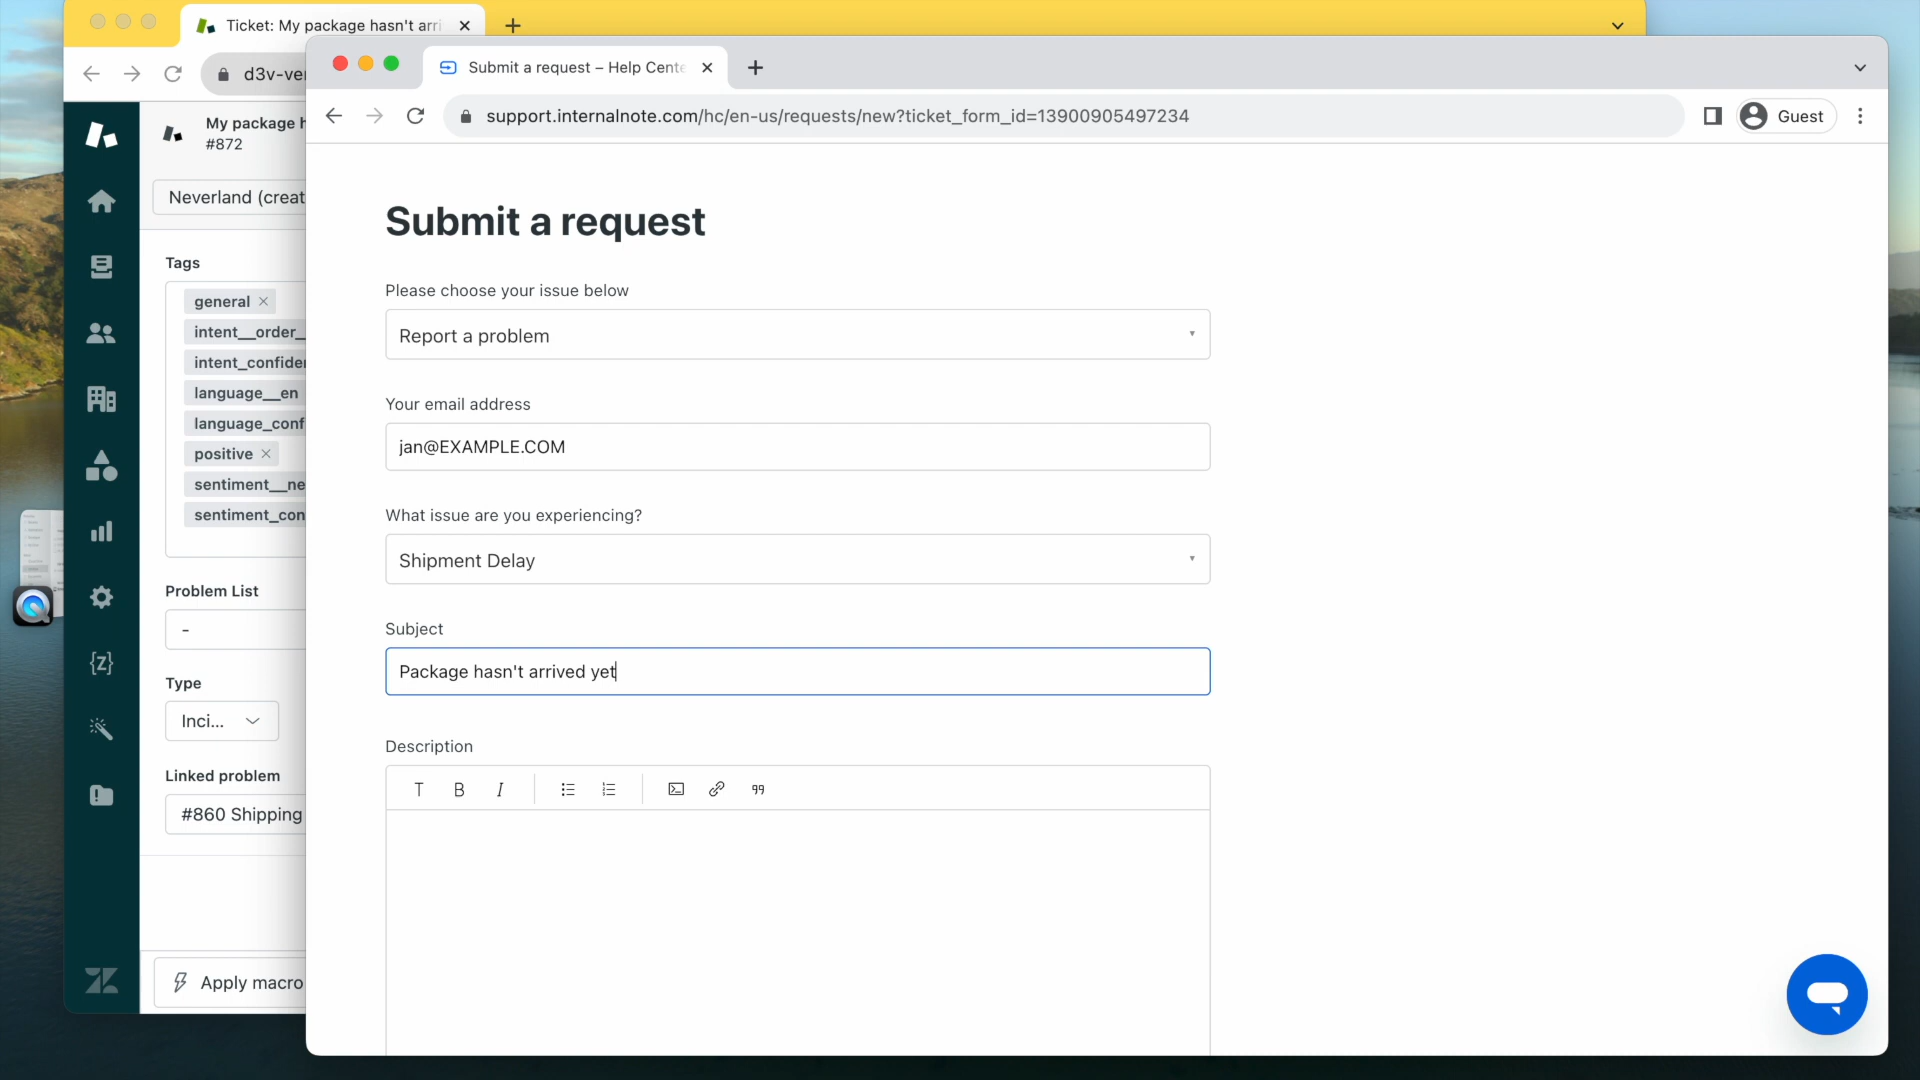 Ticket: My package hasn't arri
d3v-ver
Submit a request – Help Cente
support.internalnote.com/hc/en-us/requests/new?ticket_form_id=13900905497234
Guest
My package h
#872
Neverland (creat
Tags
general
intent__order_
intent_confider
language__en
language_conf
positive
sentiment__ne
sentiment_con
Problem List
-
Type
Inci...
Linked problem
#860 Shipping
Apply macro
Submit a request
Please choose your issue below
Report a problem
Your email address
jan@EXAMPLE.COM
What issue are you experiencing?
Shipment Delay
Subject
Package hasn't arrived yet
Description
T B I